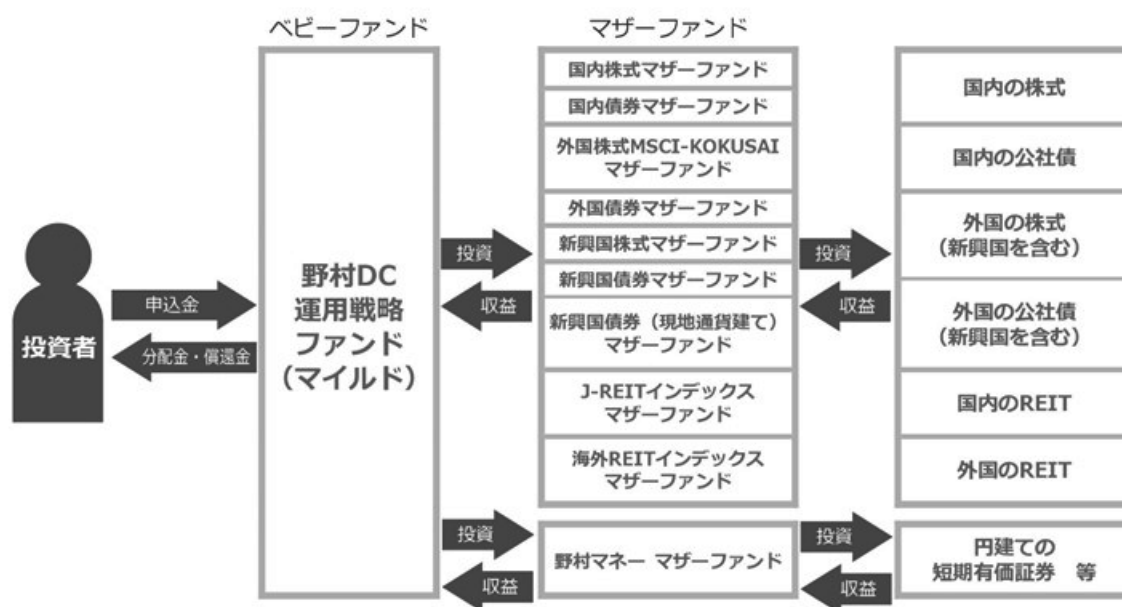 ベビーファンド
マザーファンド
投資者
申込金
分配金・償還金
野村DC
運用戦略
ファンド
（マイルド）
投資
収益
国内株式マザーファンド
国内債券マザーファンド
外国株式MSCI-KOKUSAI
マザーファンド
外国債券マザーファンド
新興国株式マザーファンド
新興国債券マザーファンド
新興国債券（現地通貨建て）
マザーファンド
J-REITインデックス
マザーファンド
海外REITインデックス
マザーファンド
投資
収益
国内の株式
国内の公社債
外国の株式
（新興国を含む）
外国の公社債
（新興国を含む）
国内のREIT
外国のREIT
投資
収益
野村マネー マザーファンド
投資
収益
円建ての
短期有価証券　等